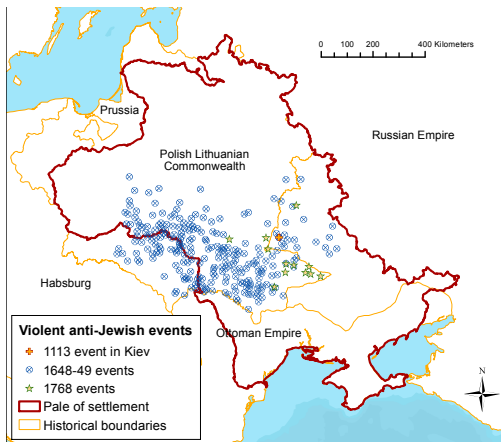 0 100 200 400 Kilometers
Prussia
Russian Empire
Polish Lithuanian
Commonwealth
Habsburg
Ottoman Empire
Violent anti-Jewish events
1113 event in Kiev
1648-49 events
1768 events
Pale of settlement
Historical boundaries
N